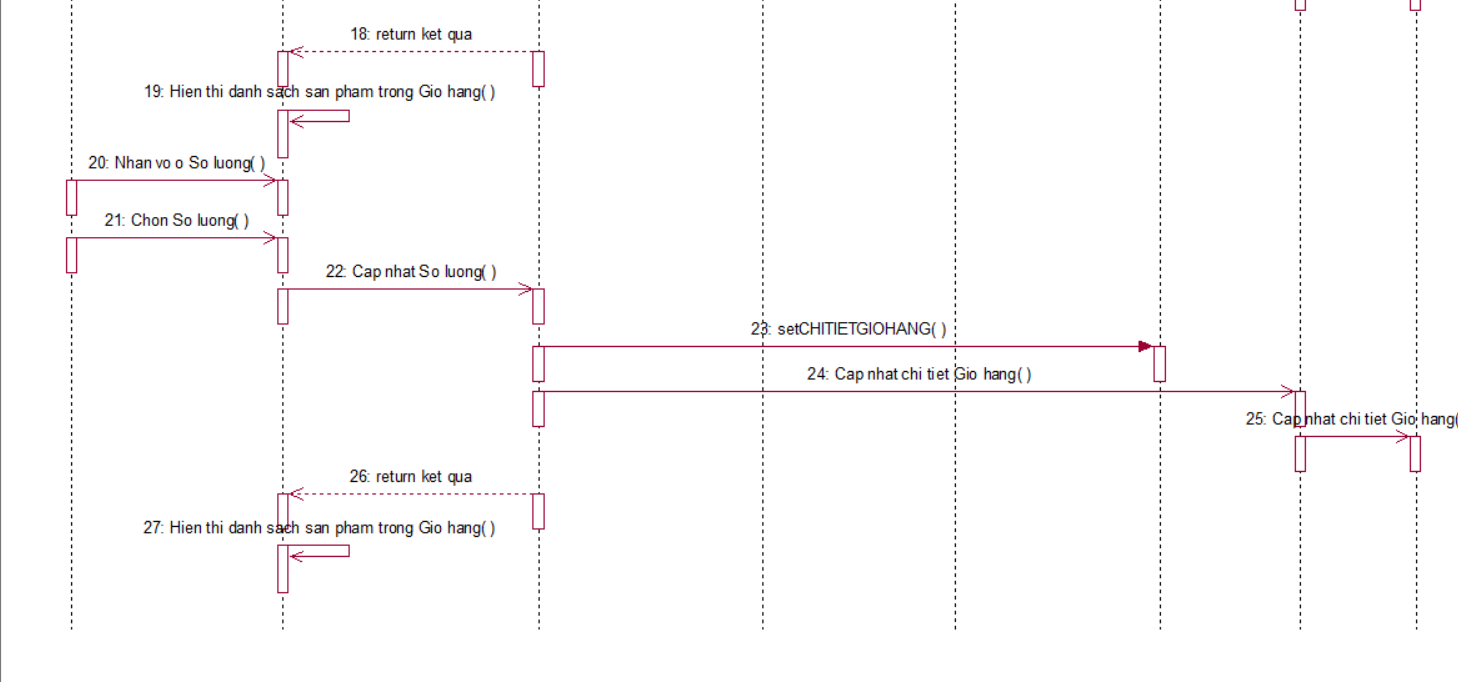 18: return ket qua
19: Hien thi danh sach san pham trong Gio hang( )
20: Nhan vo o So luong( )
21: Chon So luong( )
22: Cap nhat So luong( )
23: setCHITIETGIOHANG( )
24: Cap nhat chi tiet Gio hang( )
25: Cap nhat chi tiet Gio hang(
26: return ket qua
27: Hien thi danh sach san pham trong Gio hang( )